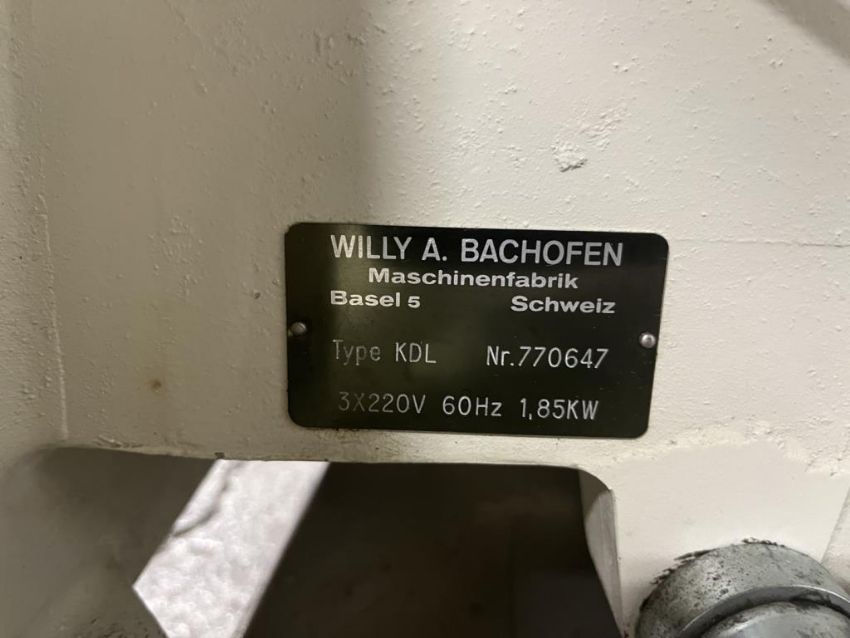 WILLY A. BACHOFEN
Maschinenfabrik
Basel 5 Schweiz
Type KDL Nr.770647
3X220V 60Hz 1,85KW